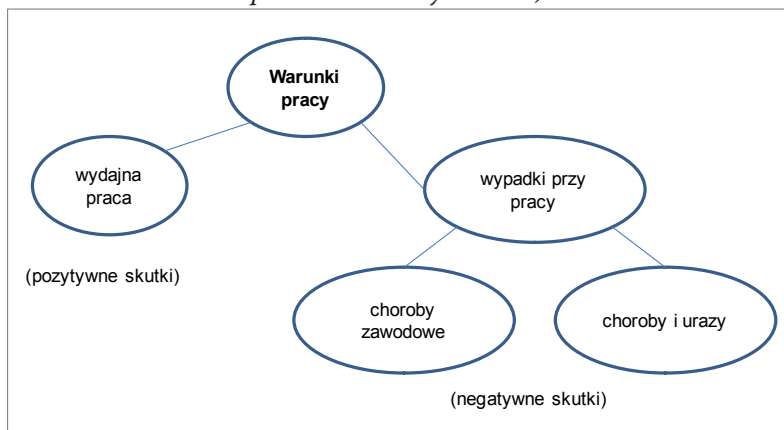 Warunki
pracy
wydajna
praca
wypadki przy
pracy
(pozytywne skutki)
choroby
zawodowe
choroby i urazy
(negatywne skutki)